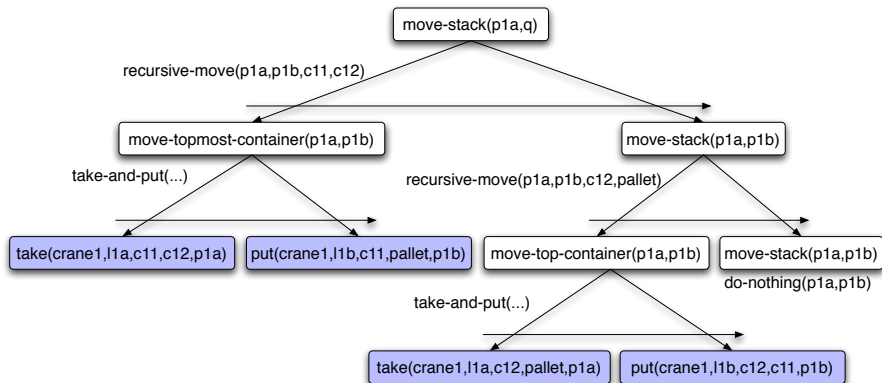 move-stack(p1a,q)
recursive-move(p1a,p1b,c11,c12)
move-topmost-container(p1a,p1b)
move-stack(p1a,p1b)
take-and-put(...)
recursive-move(p1a,p1b,c12,pallet)
take(crane1,l1a,c11,c12,p1a)
put(crane1,l1b,c11,pallet,p1b)
move-top-container(p1a,p1b)
move-stack(p1a,p1b)
do-nothing(p1a,p1b)
take-and-put(...)
take(crane1,l1a,c12,pallet,p1a)
put(crane1,l1b,c12,c11,p1b)